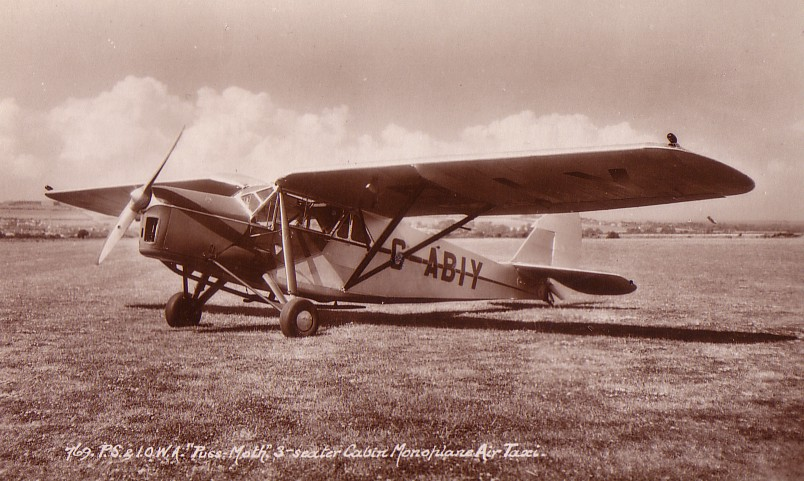 G-ABIY
769. P.S. & I.O.W.A. "Puss-Moth", 3-seater Cabin Monoplane Air Taxi.